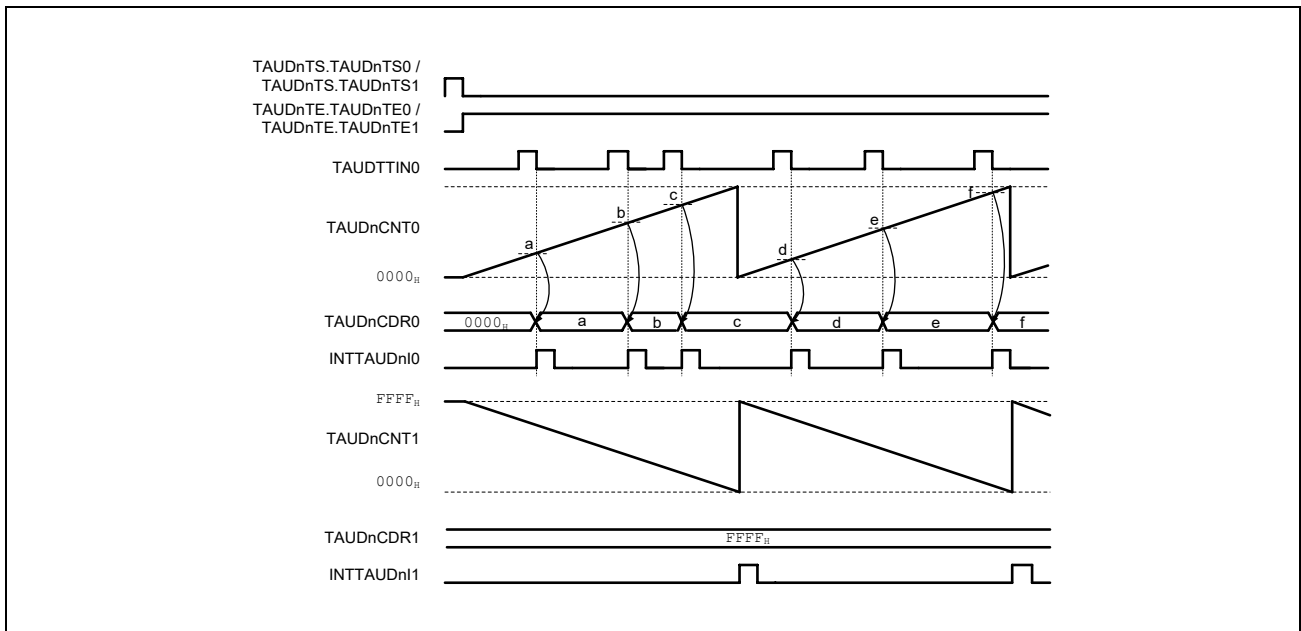 TAUDnTS.TAUDnTS0 /
TAUDnTS.TAUDnTS1
TAUDnTE.TAUDnTE0 /
TAUDnTE.TAUDnTE1
TAUDTTIN0
TAUDnCNT0
a
b
c
d
e
f
0000H
TAUDnCDR0
0000H
a
b
c
d
e
f
INTTAUDnI0
FFFFH
TAUDnCNT1
0000H
TAUDnCDR1
FFFFH
INTTAUDnI1